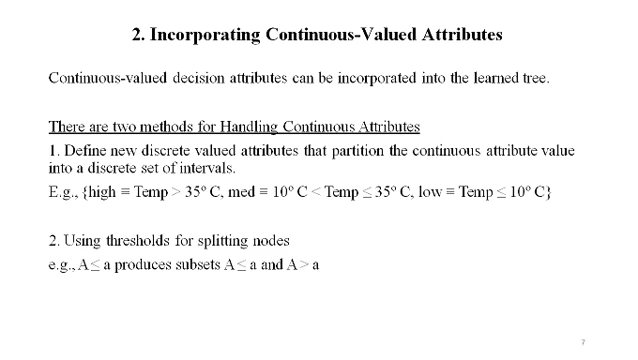 2. Incorporating Continuous-Valued Attributes
Continuous-valued decision attributes can be incorporated into the learned tree.
There are two methods for Handling Continuous Attributes
1. Define new discrete valued attributes that partition the continuous attribute value
into a discrete set of intervals.
E.g., {high ≡ Temp > 35º C, med ≡ 10º C < Temp ≤ 35º C, low ≡ Temp ≤ 10º C}
2. Using thresholds for splitting nodes
e.g., A ≤ a produces subsets A ≤ a and A > a
7